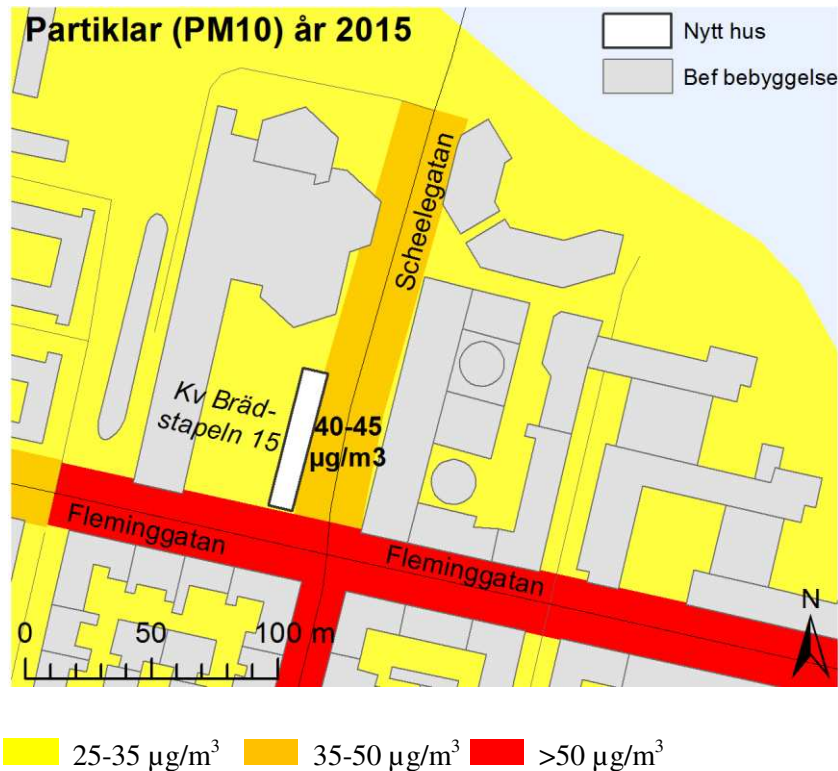 Partiklar (PM10) år 2015
Nytt hus
Bef bebyggelse
Scheelegatan
Kv Bräd-
stapeln 15
40-45
µg/m3
Fleminggatan
Fleminggatan
N
0 50 100 m
25-35 µg/m³ 35-50 µg/m³ >50 µg/m³